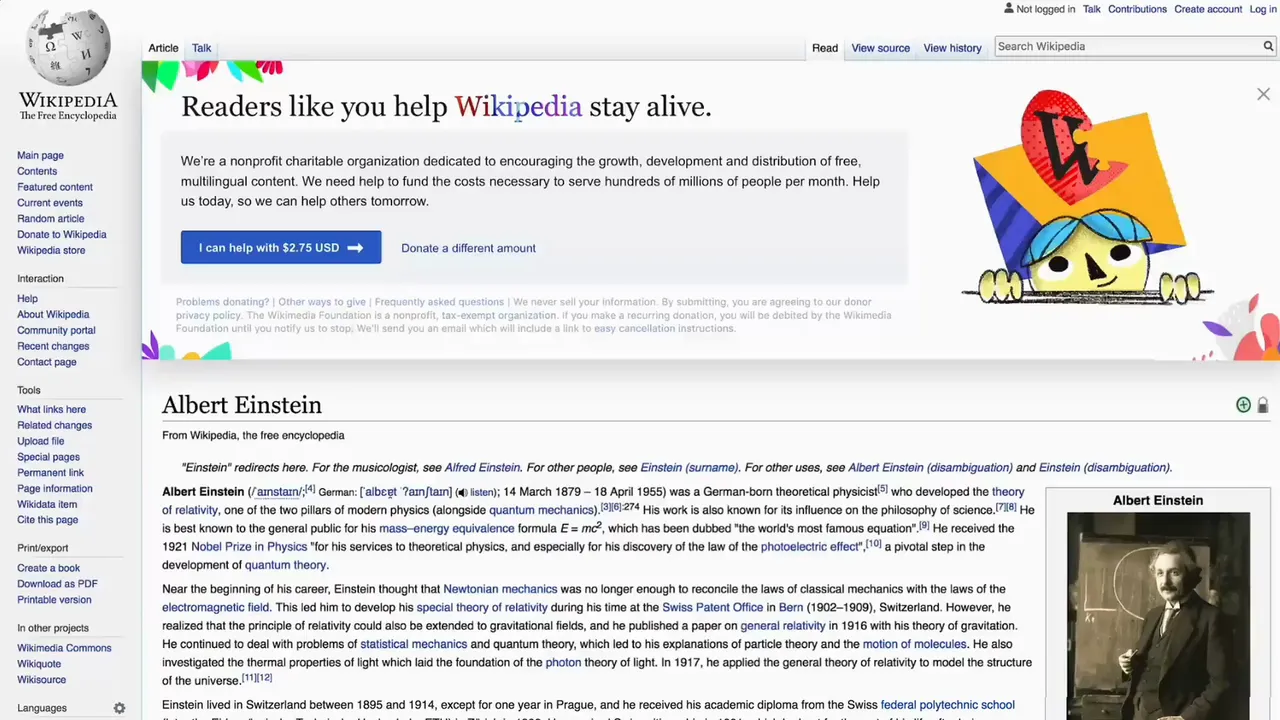 Not logged in Talk Contributions Create account Log in
Article Talk Read View source View history Search Wikipedia
WIKIPEDIA
The Free Encyclopedia
Main page
Contents
Featured content
Current events
Random article
Donate to Wikipedia
Wikipedia store
Interaction
Help
About Wikipedia
Community portal
Recent changes
Contact page
Tools
What links here
Related changes
Upload file
Special pages
Permanent link
Page information
Wikidata item
Cite this page
Print/export
Create a book
Download as PDF
Printable version
In other projects
Wikimedia Commons
Wikiquote
Wikisource
Languages
Readers like you help Wikipedia stay alive.
We're a nonprofit charitable organization dedicated to encouraging the growth, development and distribution of free,
multilingual content. We need help to fund the costs necessary to serve hundreds of millions of people per month. Help
us today, so we can help others tomorrow.
I can help with $2.75 USD Donate a different amount
Problems donating? | Other ways to give | Frequently asked questions | We never sell your information. By submitting, you are agreeing to our donor
privacy policy. The Wikimedia Foundation is a nonprofit, tax-exempt organization. If you make a recurring donation, you will be debited by the Wikimedia
Foundation until you notify us to stop. We'll send you an email which will include a link to easy cancellation instructions.
W
Albert Einstein
From Wikipedia, the free encyclopedia
"Einstein" redirects here. For the musicologist, see Alfred Einstein. For other people, see Einstein (surname). For other uses, see Albert Einstein (disambiguation) and Einstein (disambiguation).
Albert Einstein (/ˈaɪnstaɪn/;[4] German: [ˈalbɛɐ̯t ˈʔaɪnʃtaɪn] (listen); 14 March 1879 – 18 April 1955) was a German-born theoretical physicist[5] who developed the theory
of relativity, one of the two pillars of modern physics (alongside quantum mechanics).[3][6]:274 His work is also known for its influence on the philosophy of science.[7][8] He
is best known to the general public for his mass–energy equivalence formula E = mc², which has been dubbed "the world's most famous equation".[9] He received the
1921 Nobel Prize in Physics "for his services to theoretical physics, and especially for his discovery of the law of the photoelectric effect",[10] a pivotal step in the
development of quantum theory.
Near the beginning of his career, Einstein thought that Newtonian mechanics was no longer enough to reconcile the laws of classical mechanics with the laws of the
electromagnetic field. This led him to develop his special theory of relativity during his time at the Swiss Patent Office in Bern (1902–1909), Switzerland. However, he
realized that the principle of relativity could also be extended to gravitational fields, and he published a paper on general relativity in 1916 with his theory of gravitation.
He continued to deal with problems of statistical mechanics and quantum theory, which led to his explanations of particle theory and the motion of molecules. He also
investigated the thermal properties of light which laid the foundation of the photon theory of light. In 1917, he applied the general theory of relativity to model the structure
of the universe.[11][12]
Einstein lived in Switzerland between 1895 and 1914, except for one year in Prague, and he received his academic diploma from the Swiss federal polytechnic school
Albert Einstein